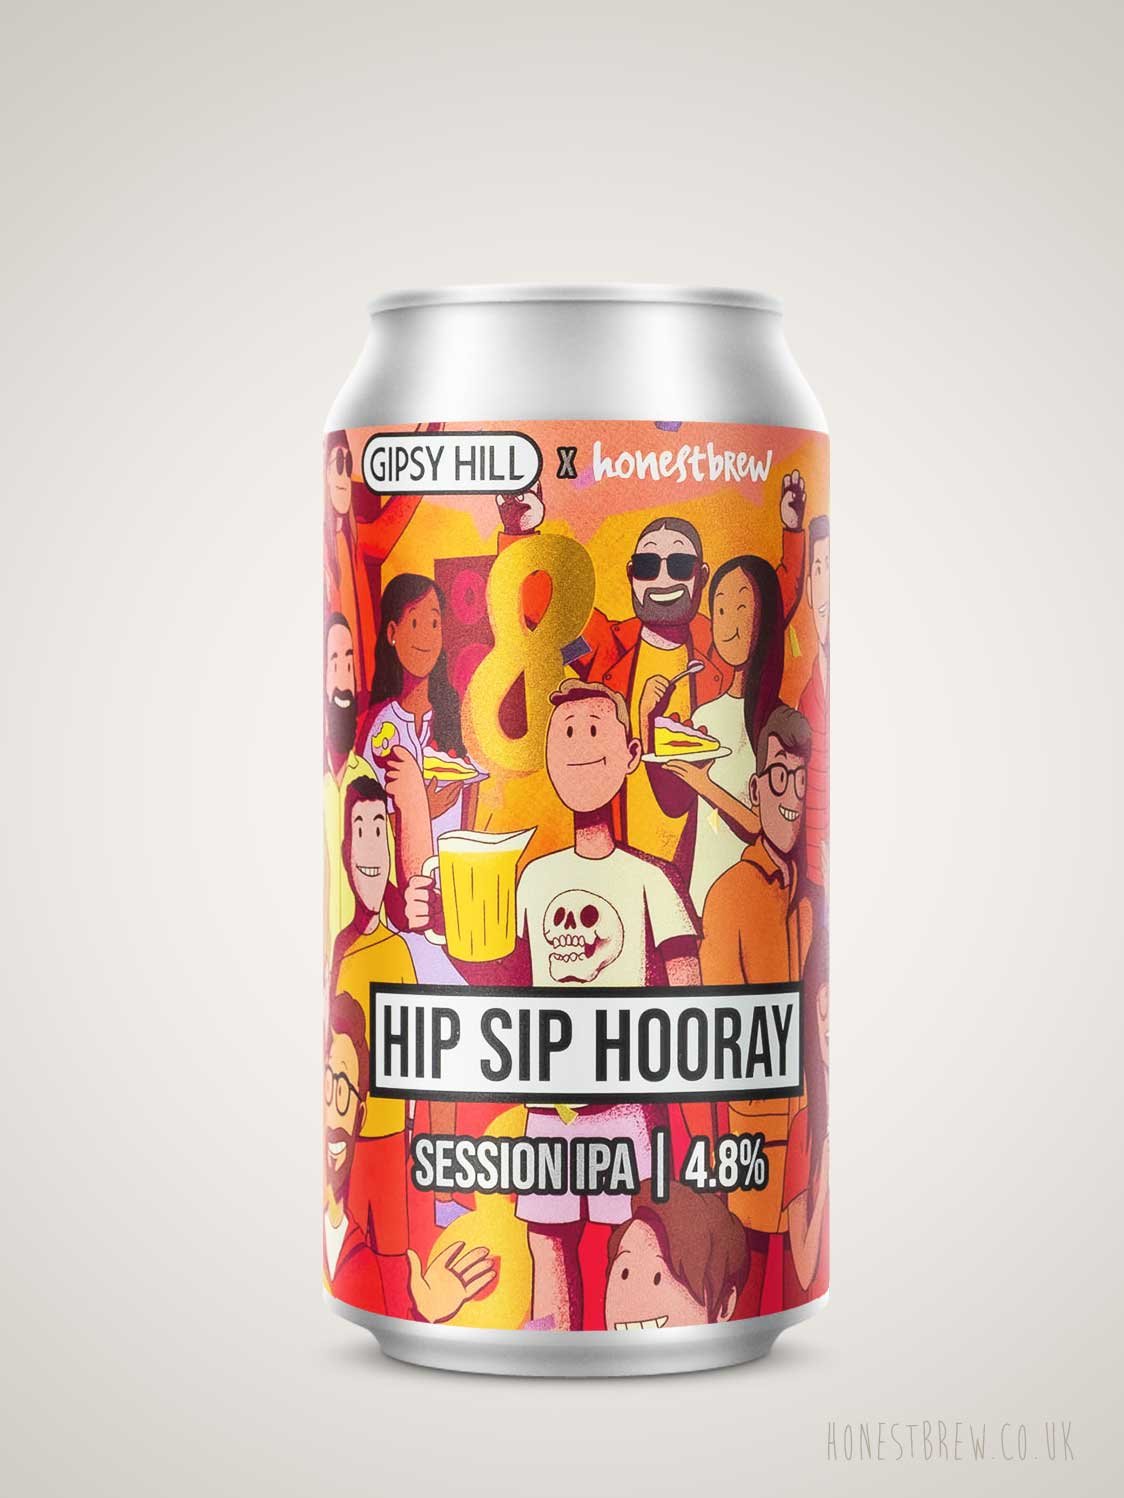 GIPSY HILL X honestbrew
8
HIP SIP HOORAY
SESSION IPA | 4.8%
HONESTBREW.CO.UK